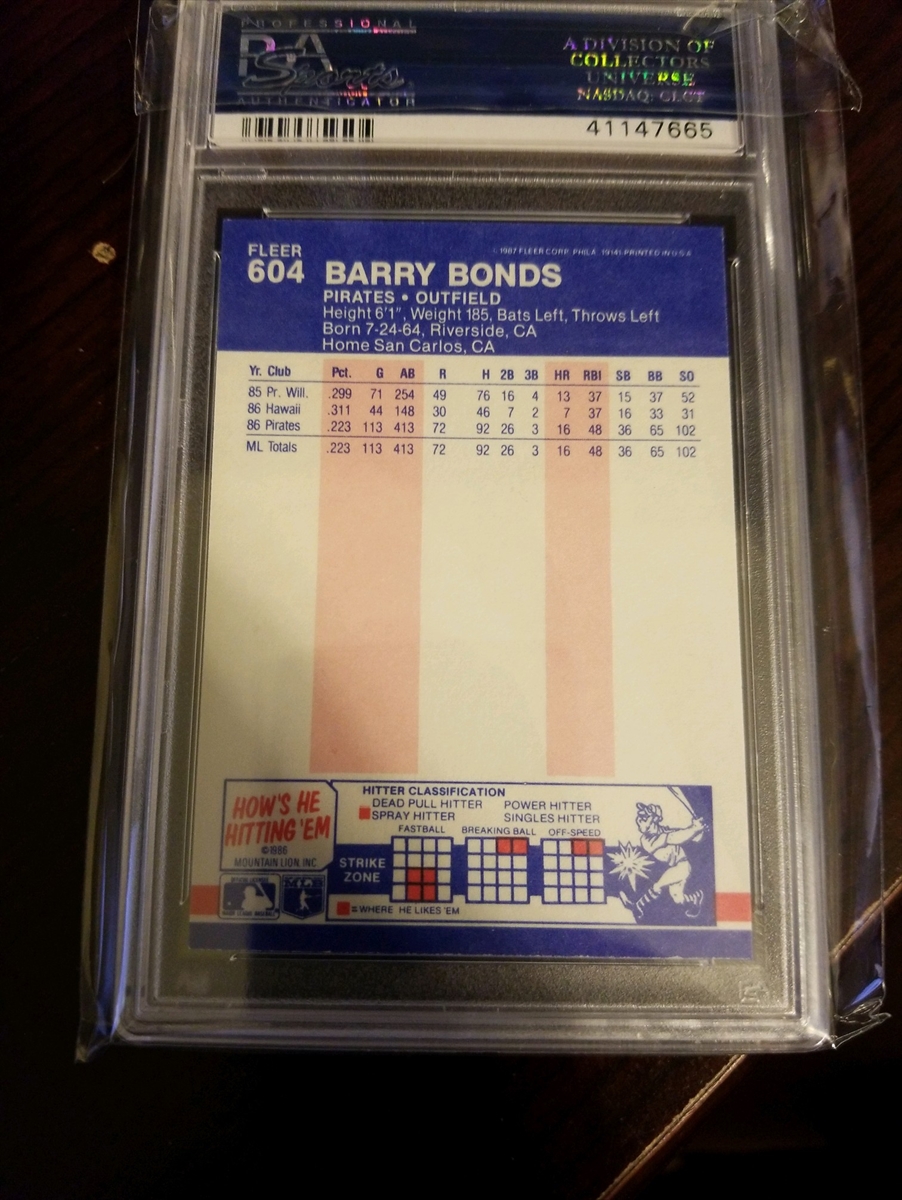 PROFESSIONAL
PSA
Sports
AUTHENTICATOR
A DIVISION OF
COLLECTORS
UNIVERSE
NASDAQ: CLCT
41147665
FLEER
604 BARRY BONDS
© 1987 FLEER CORP. PHILA. 19141 PRINTED IN U.S.A.
PIRATES • OUTFIELD
Height 6'1", Weight 185, Bats Left, Throws Left
Born 7-24-64, Riverside, CA
Home San Carlos, CA
Yr. Club Pct. G AB R H 2B 3B HR RBI SB BB SO
85 Pr. Will. .299 71 254 49 76 16 4 13 37 15 37 52
86 Hawaii .311 44 148 30 46 7 2 7 37 16 33 31
86 Pirates .223 113 413 72 92 26 3 16 48 36 65 102
ML Totals .223 113 413 72 92 26 3 16 48 36 65 102
HOW'S HE
HITTING 'EM
©1986
MOUNTAIN LION, INC
HITTER CLASSIFICATION
DEAD PULL HITTER POWER HITTER
SPRAY HITTER SINGLES HITTER
FASTBALL BREAKING BALL OFF-SPEED
STRIKE
ZONE
=WHERE HE LIKES 'EM